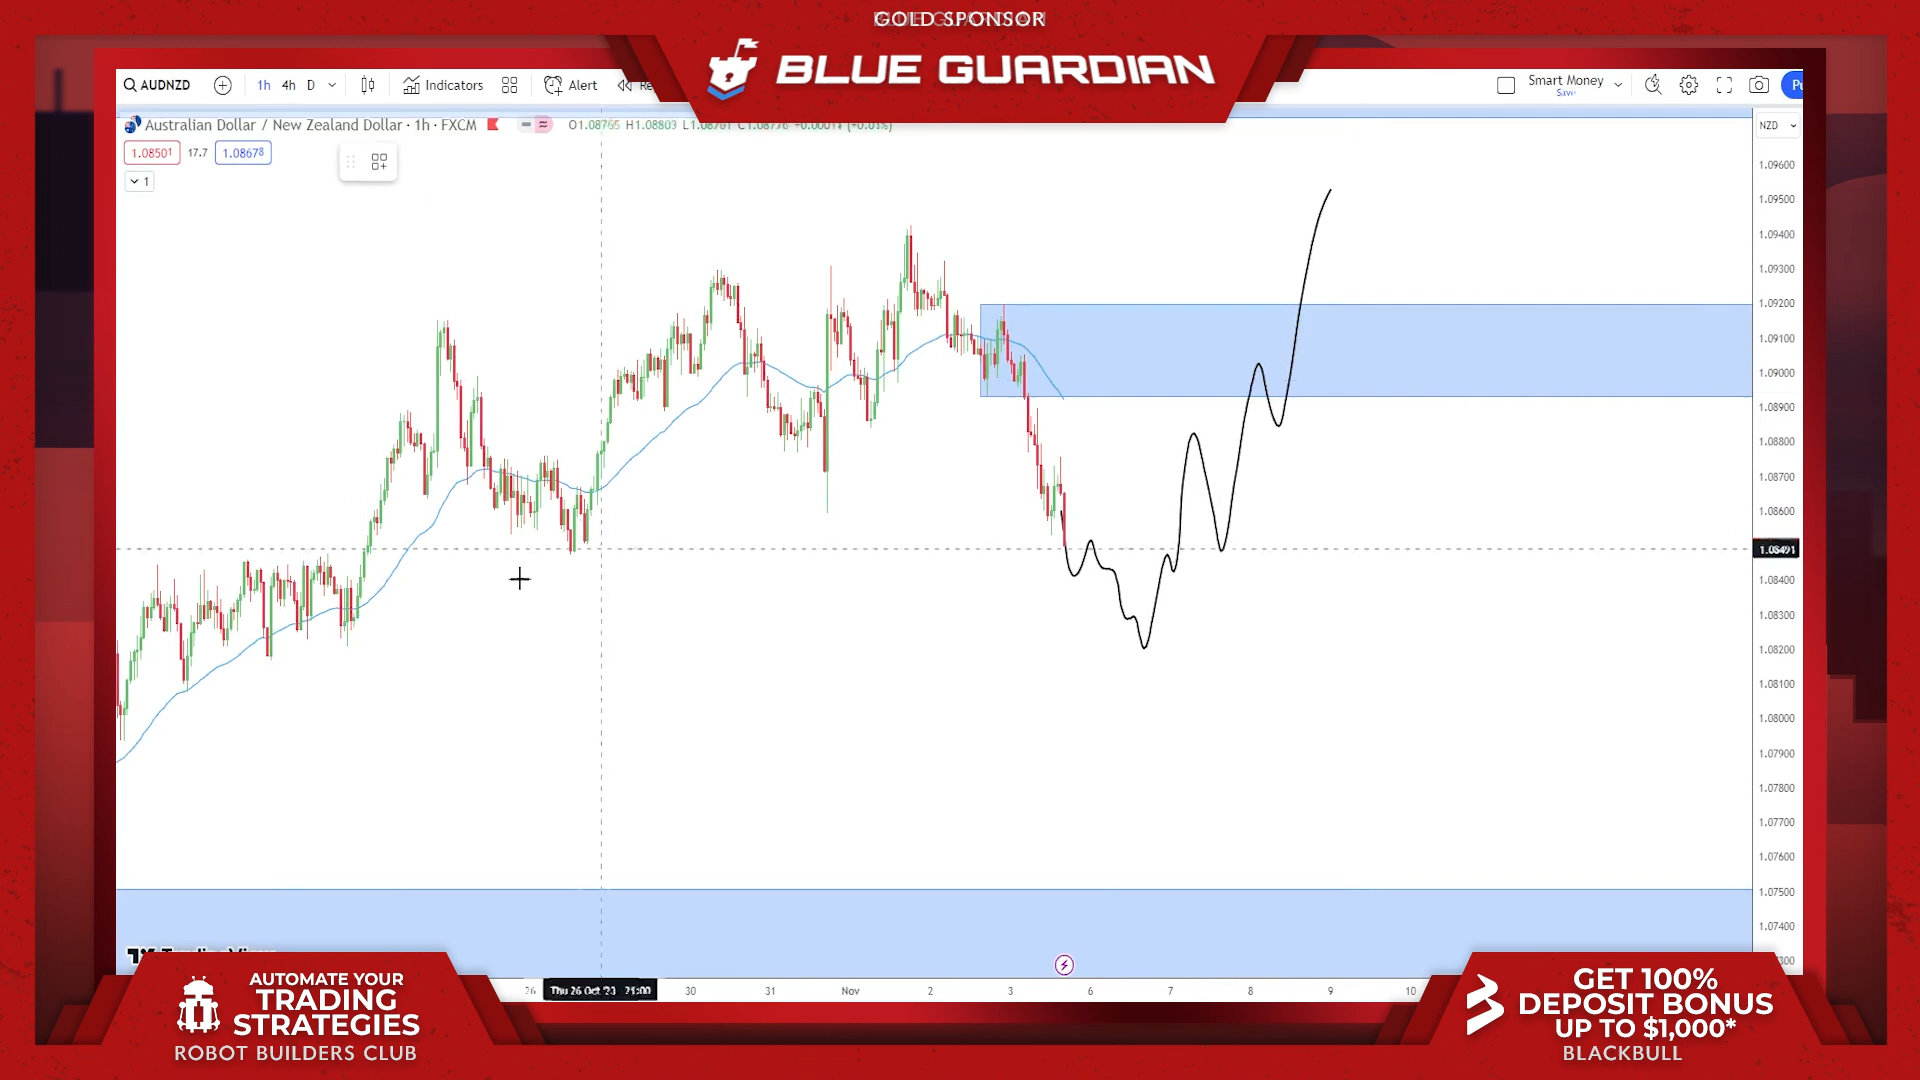 GOLD SPONSOR
BLUE GUARDIAN
AUDNZD
1h 4h D
Indicators
Alert
Smart Money
Save
Australian Dollar / New Zealand Dollar · 1h · FXCM
NZD
1.08501 17.7 1.08678
1
1.09600
1.09500
1.09400
1.09300
1.09200
1.09100
1.09000
1.08900
1.08800
1.08700
1.08600
1.08491
1.08400
1.08300
1.08200
1.08100
1.08000
1.07900
1.07800
1.07700
1.07600
1.07500
1.07400
26 Thu 26 Oct '23 21:00 30 31 Nov 2 3 6 7 8 9 10
AUTOMATE YOUR
TRADING
STRATEGIES
ROBOT BUILDERS CLUB
GET 100%
DEPOSIT BONUS
UP TO $1,000*
BLACKBULL